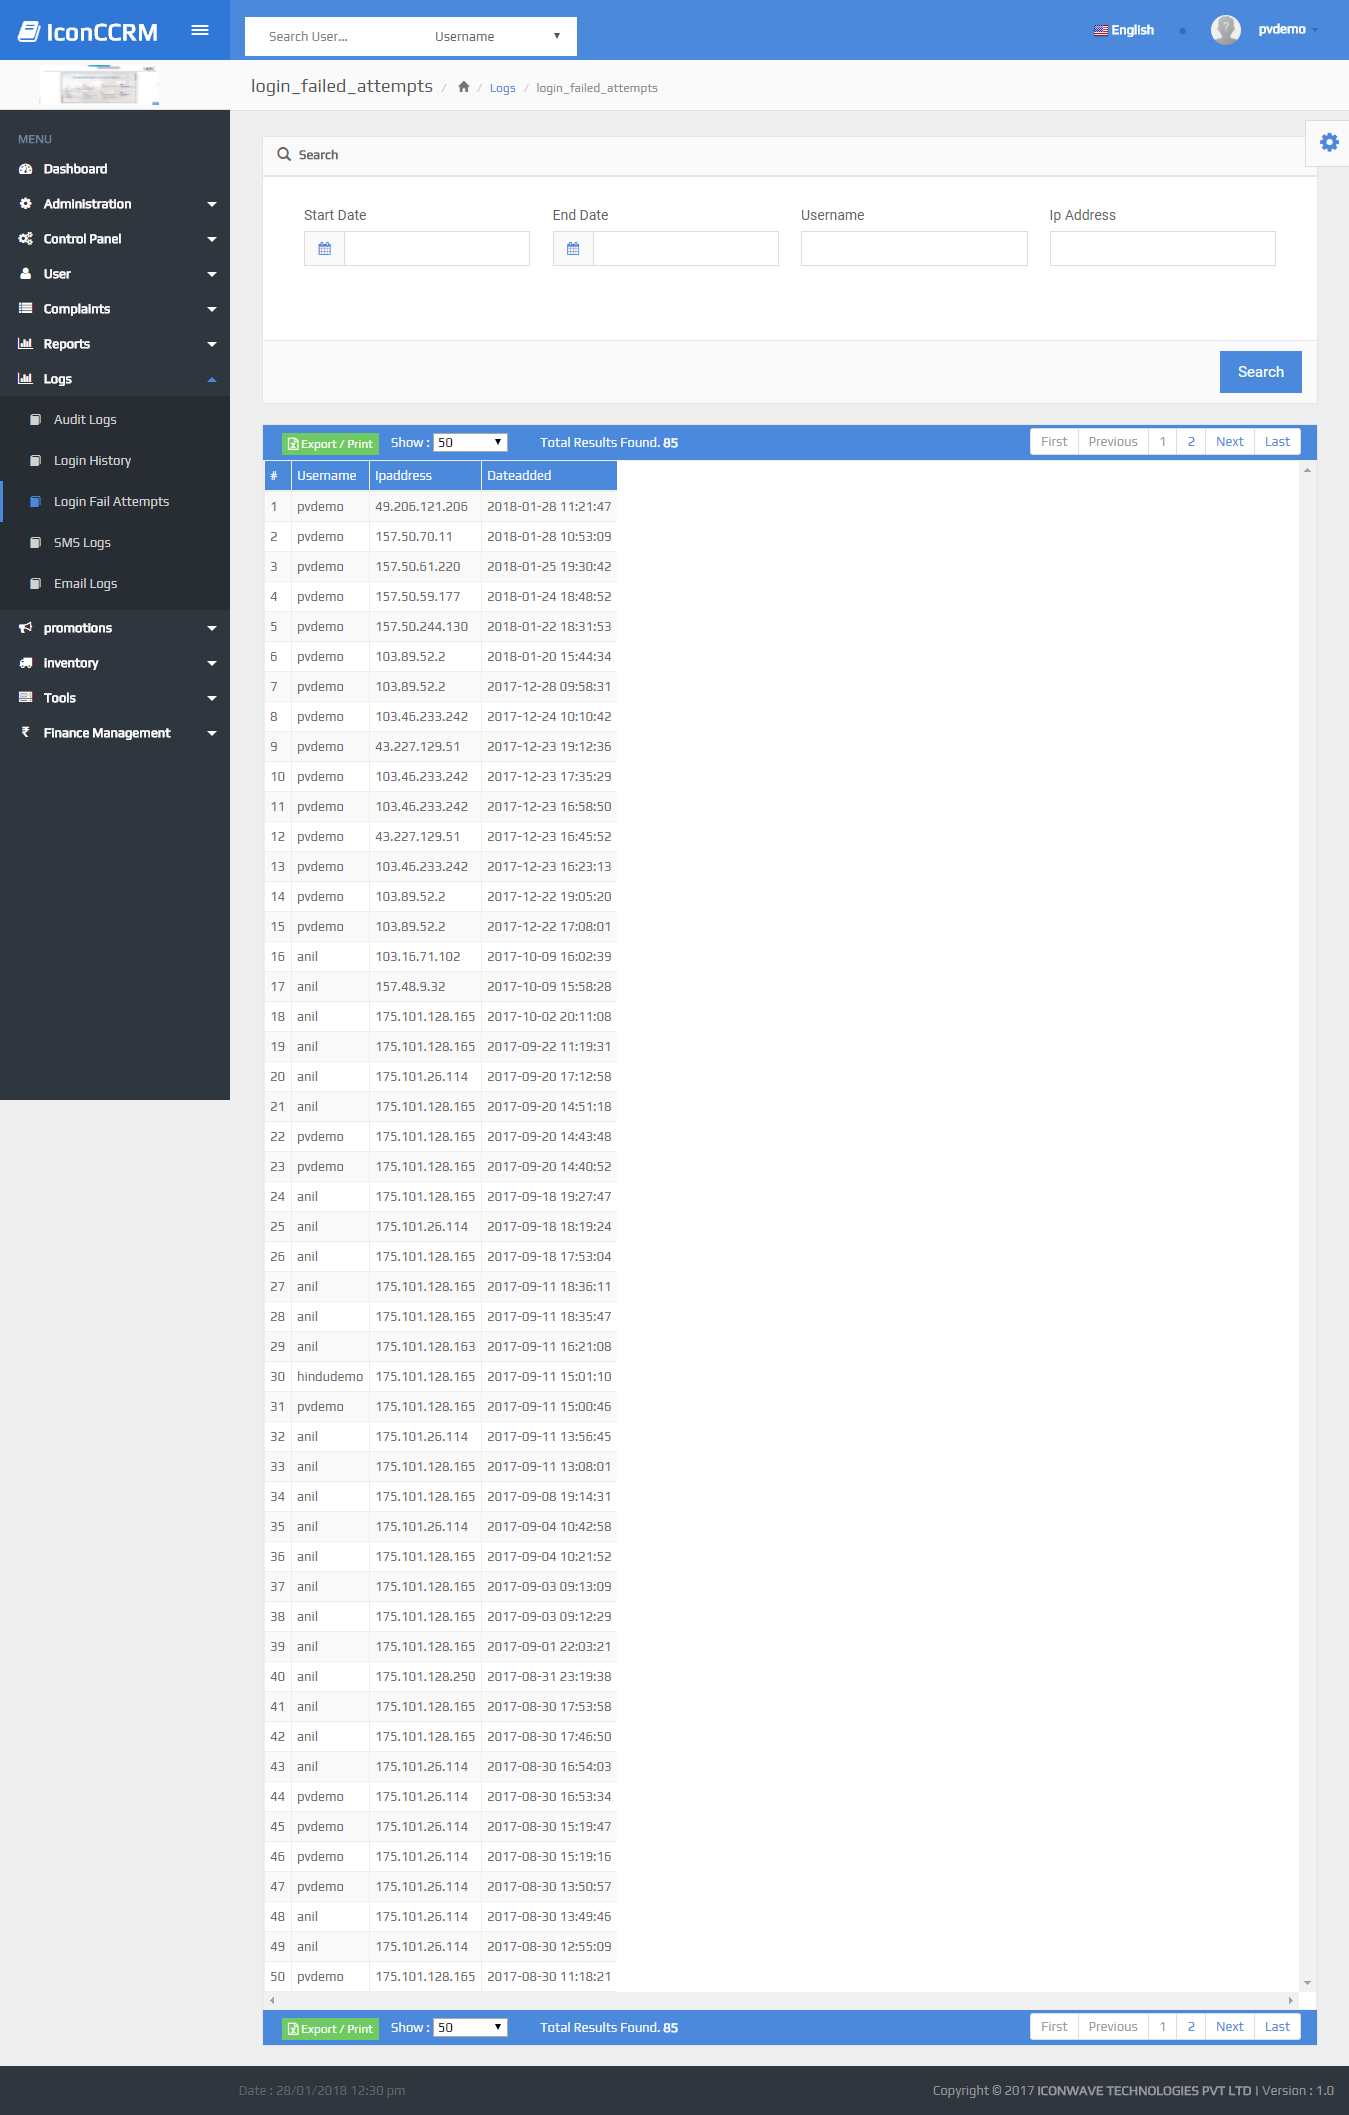 IconCCRM
Search User...
Username
English
pvdemo
login_failed_attempts / / Logs / login_failed_attempts
MENU
Dashboard
Administration
Control Panel
User
Complaints
Reports
Logs
Audit Logs
Login History
Login Fail Attempts
SMS Logs
Email Logs
promotions
inventory
Tools
Finance Management
Search
Start Date
End Date
Username
Ip Address
Search
Export / Print Show : 50 Total Results Found. 85 First Previous 1 2 Next Last
# Username Ipaddress Dateadded
1 pvdemo 49.206.121.206 2018-01-28 11:21:47
2 pvdemo 157.50.70.11 2018-01-28 10:53:09
3 pvdemo 157.50.61.220 2018-01-25 19:30:42
4 pvdemo 157.50.59.177 2018-01-24 18:48:52
5 pvdemo 157.50.244.130 2018-01-22 18:31:53
6 pvdemo 103.89.52.2 2018-01-20 15:44:34
7 pvdemo 103.89.52.2 2017-12-28 09:58:31
8 pvdemo 103.46.233.242 2017-12-24 10:10:42
9 pvdemo 43.227.129.51 2017-12-23 19:12:36
10 pvdemo 103.46.233.242 2017-12-23 17:35:29
11 pvdemo 103.46.233.242 2017-12-23 16:58:50
12 pvdemo 43.227.129.51 2017-12-23 16:45:52
13 pvdemo 103.46.233.242 2017-12-23 16:23:13
14 pvdemo 103.89.52.2 2017-12-22 19:05:20
15 pvdemo 103.89.52.2 2017-12-22 17:08:01
16 anil 103.16.71.102 2017-10-09 16:02:39
17 anil 157.48.9.32 2017-10-09 15:58:28
18 anil 175.101.128.165 2017-10-02 20:11:08
19 anil 175.101.128.165 2017-09-22 11:19:31
20 anil 175.101.26.114 2017-09-20 17:12:58
21 anil 175.101.128.165 2017-09-20 14:51:18
22 pvdemo 175.101.128.165 2017-09-20 14:43:48
23 pvdemo 175.101.128.165 2017-09-20 14:40:52
24 anil 175.101.128.165 2017-09-18 19:27:47
25 anil 175.101.26.114 2017-09-18 18:19:24
26 anil 175.101.128.165 2017-09-18 17:53:04
27 anil 175.101.128.165 2017-09-11 18:36:11
28 anil 175.101.128.165 2017-09-11 18:35:47
29 anil 175.101.128.163 2017-09-11 16:21:08
30 hindudemo 175.101.128.165 2017-09-11 15:01:10
31 pvdemo 175.101.128.165 2017-09-11 15:00:46
32 anil 175.101.26.114 2017-09-11 13:56:45
33 anil 175.101.128.165 2017-09-11 13:08:01
34 anil 175.101.128.165 2017-09-08 19:14:31
35 anil 175.101.26.114 2017-09-04 10:42:58
36 anil 175.101.128.165 2017-09-04 10:21:52
37 anil 175.101.128.165 2017-09-03 09:13:09
38 anil 175.101.128.165 2017-09-03 09:12:29
39 anil 175.101.128.165 2017-09-01 22:03:21
40 anil 175.101.128.250 2017-08-31 23:19:38
41 anil 175.101.128.165 2017-08-30 17:53:58
42 anil 175.101.128.165 2017-08-30 17:46:50
43 anil 175.101.26.114 2017-08-30 16:54:03
44 pvdemo 175.101.26.114 2017-08-30 16:53:34
45 pvdemo 175.101.26.114 2017-08-30 15:19:47
46 pvdemo 175.101.26.114 2017-08-30 15:19:16
47 pvdemo 175.101.26.114 2017-08-30 13:50:57
48 anil 175.101.26.114 2017-08-30 13:49:46
49 anil 175.101.26.114 2017-08-30 12:55:09
50 pvdemo 175.101.128.165 2017-08-30 11:18:21
Export / Print Show : 50 Total Results Found. 85 First Previous 1 2 Next Last
Date : 28/01/2018 12:30 pm
Copyright © 2017 ICONWAVE TECHNOLOGIES PVT LTD | Version : 1.0